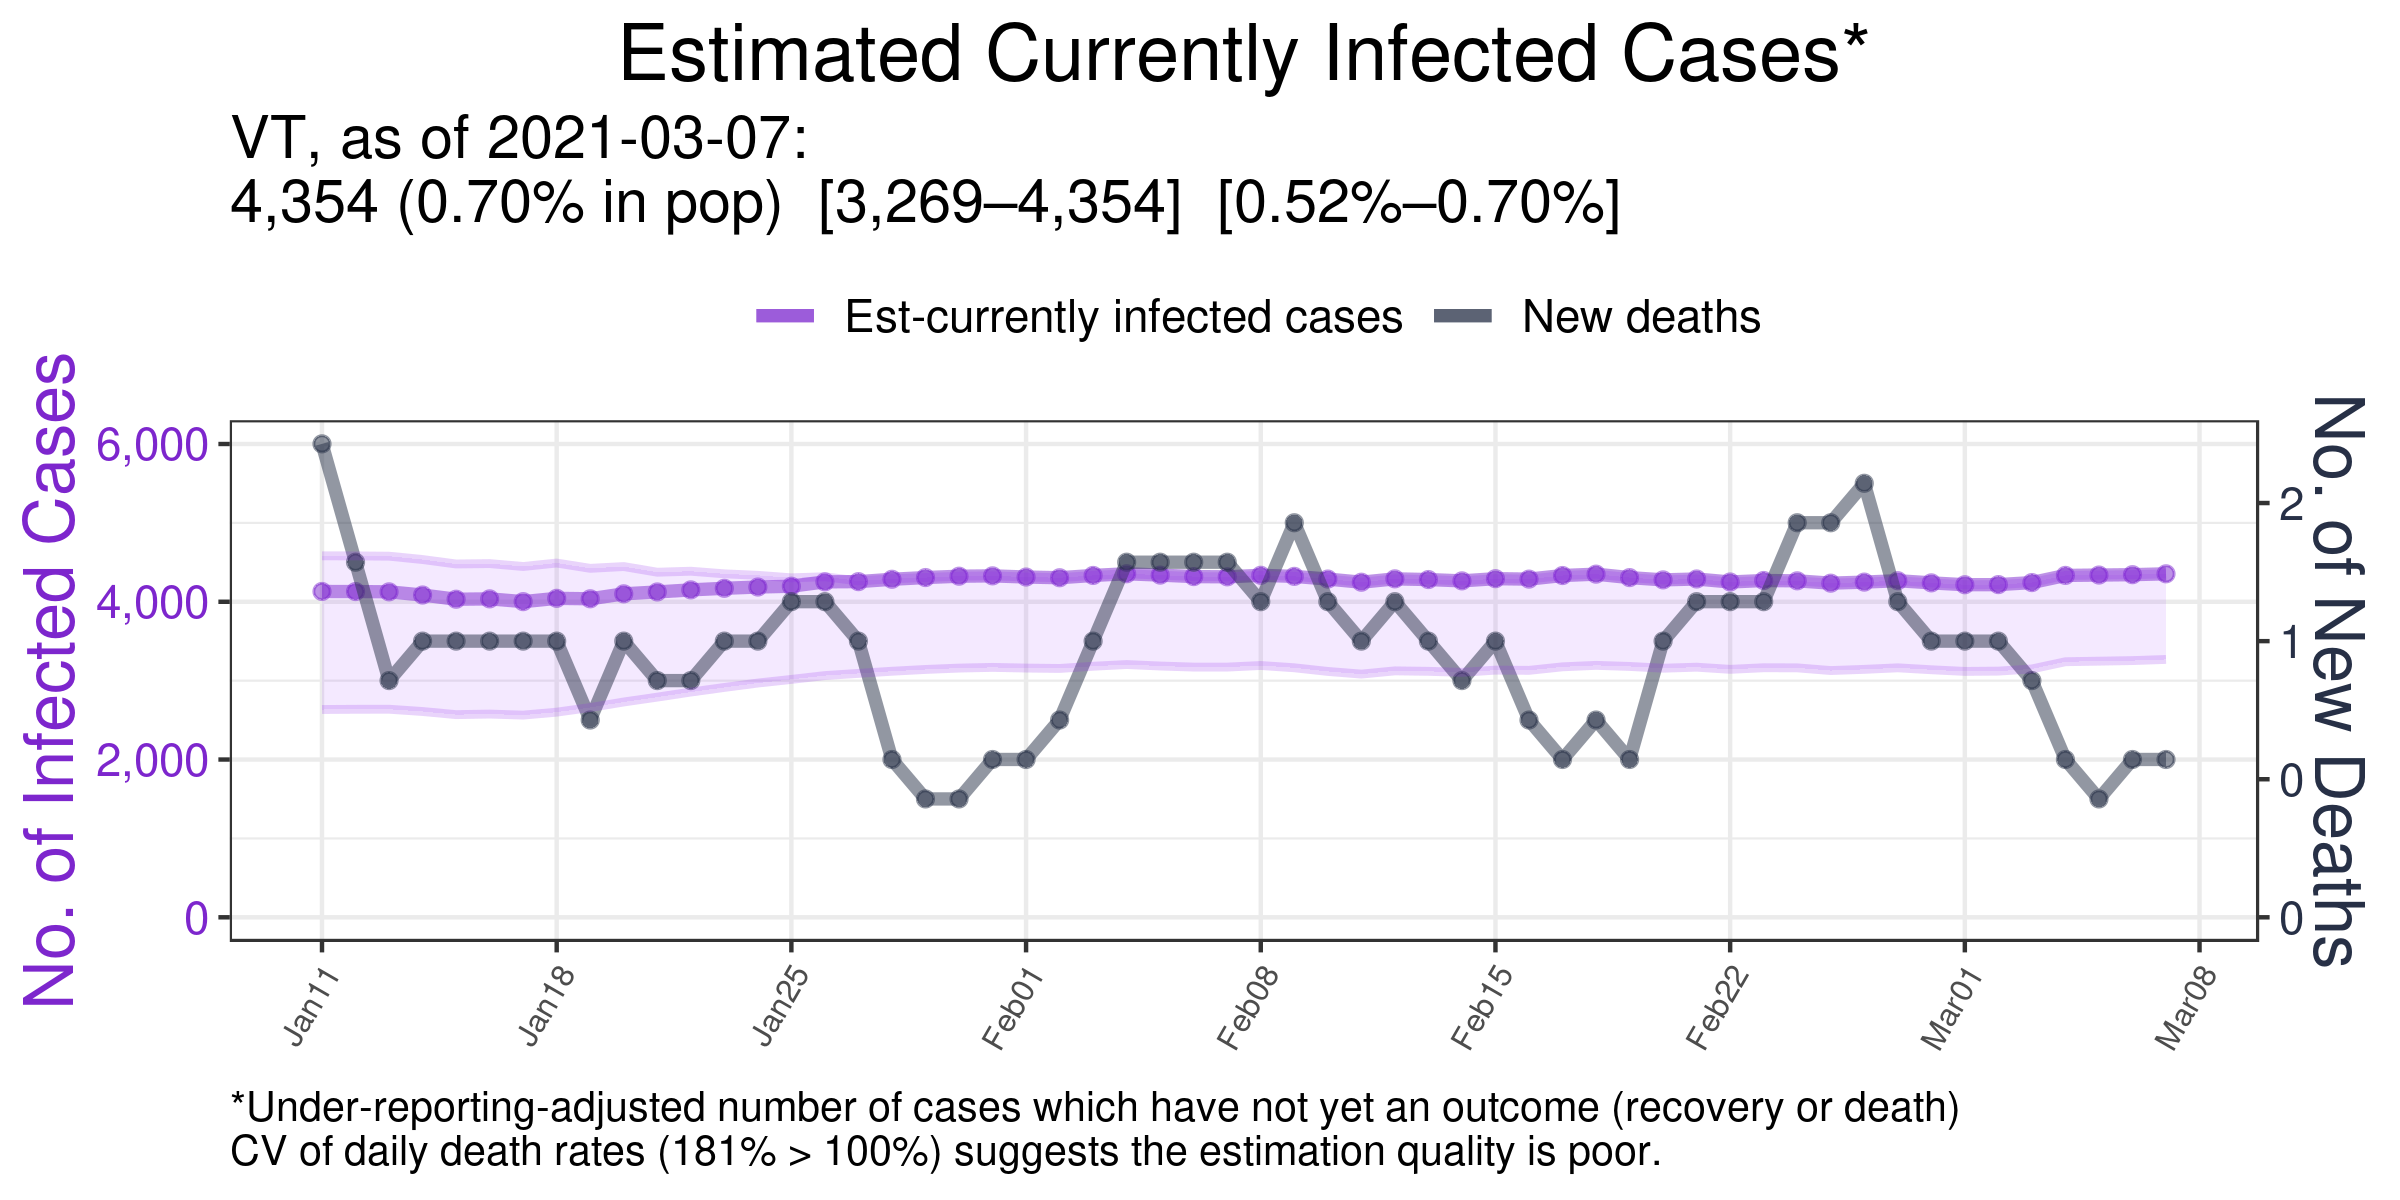 Estimated Currently Infected Cases*
VT, as of 2021-03-07:
4,354 (0.70% in pop)  [3,269–4,354]  [0.52%–0.70%]
Est-currently infected cases
New deaths
No. of Infected Cases
6,000
4,000
2,000
0
No. of New Deaths
2
1
0
0
Jan11
Jan18
Jan25
Feb01
Feb08
Feb15
Feb22
Mar01
Mar08
*Under-reporting-adjusted number of cases which have not yet an outcome (recovery or death)
CV of daily death rates (181% > 100%) suggests the estimation quality is poor.